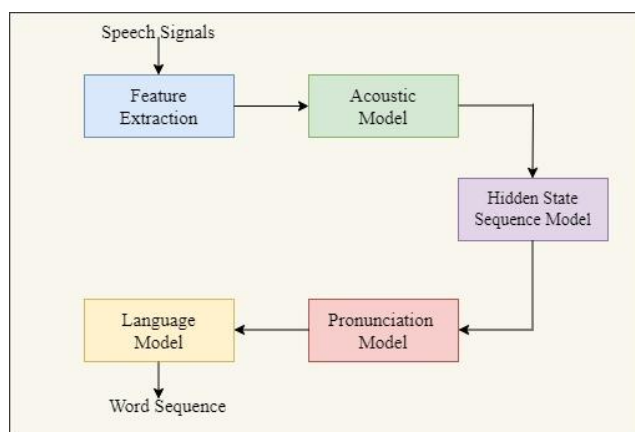 Speech Signals
Feature
Extraction
Acoustic
Model
Hidden State
Sequence Model
Pronunciation
Model
Language
Model
Word Sequence